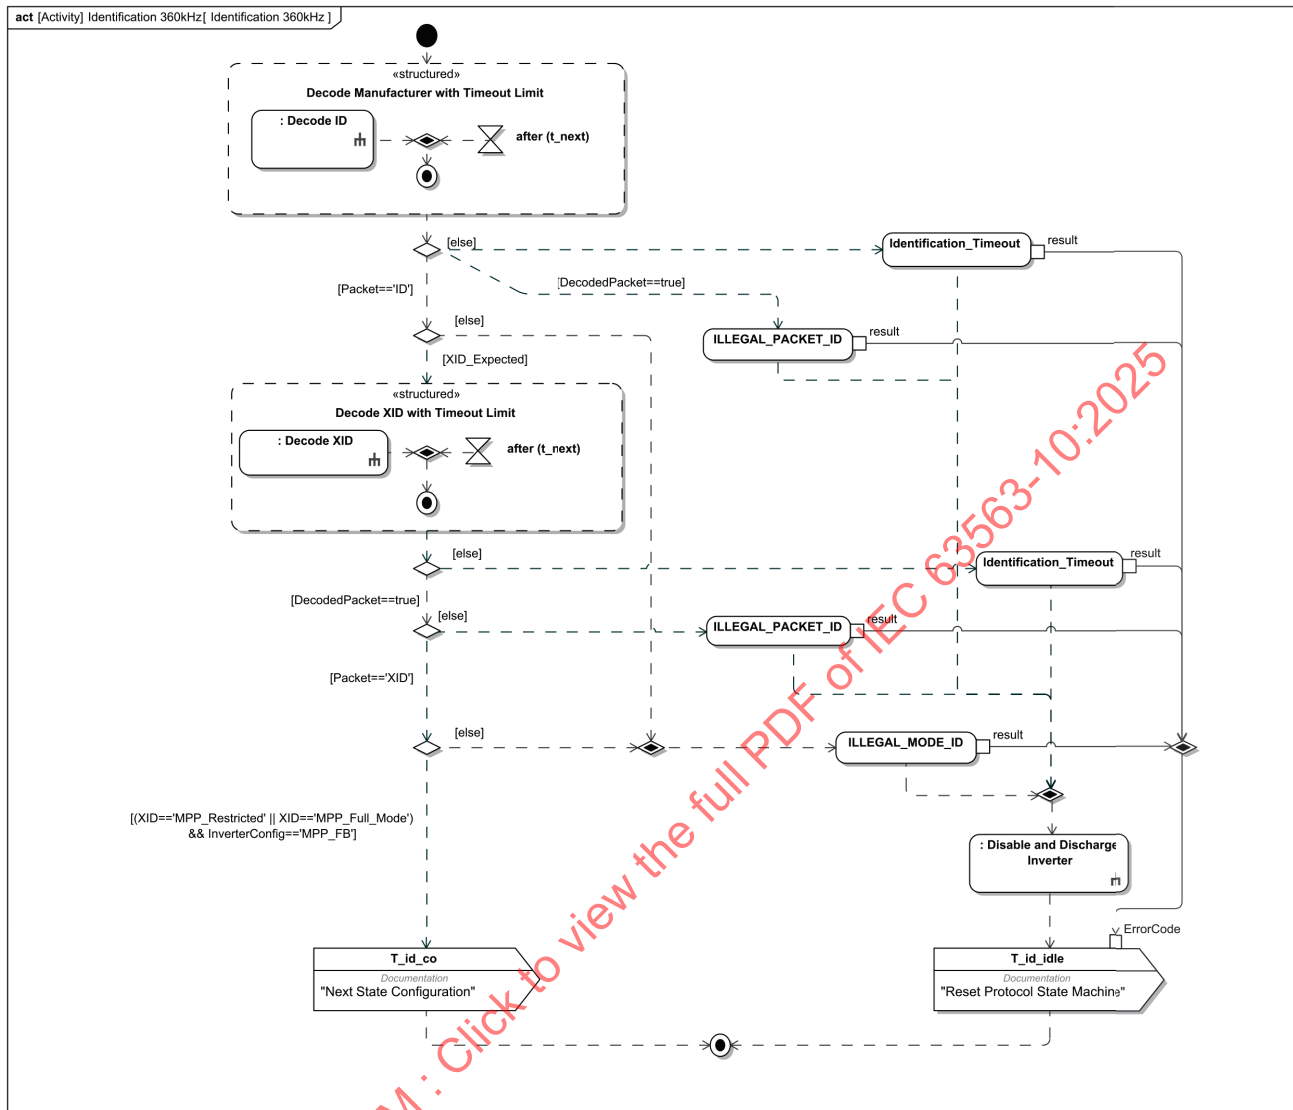 act [Activity] Identification 360kHz[ Identification 360kHz ]
«structured»
Decode Manufacturer with Timeout Limit
: Decode ID
after (t_next)
[else]
Identification_Timeout
result
[DecodedPacket==true]
[Packet=='ID']
[else]
ILLEGAL_PACKET_ID
result
[XID_Expected]
«structured»
Decode XID with Timeout Limit
: Decode XID
after (t_next)
[else]
Identification_Timeout
result
[DecodedPacket==true]
[else]
ILLEGAL_PACKET_ID
result
[Packet=='XID']
[else]
ILLEGAL_MODE_ID
result
[(XID=='MPP_Restricted' || XID=='MPP_Full_Mode')
&& InverterConfig=='MPP_FB']
: Disable and Discharge
Inverter
ErrorCode
T_id_co
Documentation
"Next State Configuration"
T_id_idle
Documentation
"Reset Protocol State Machine"
M : Click to view the full PDF of IEC 63563-10:2025